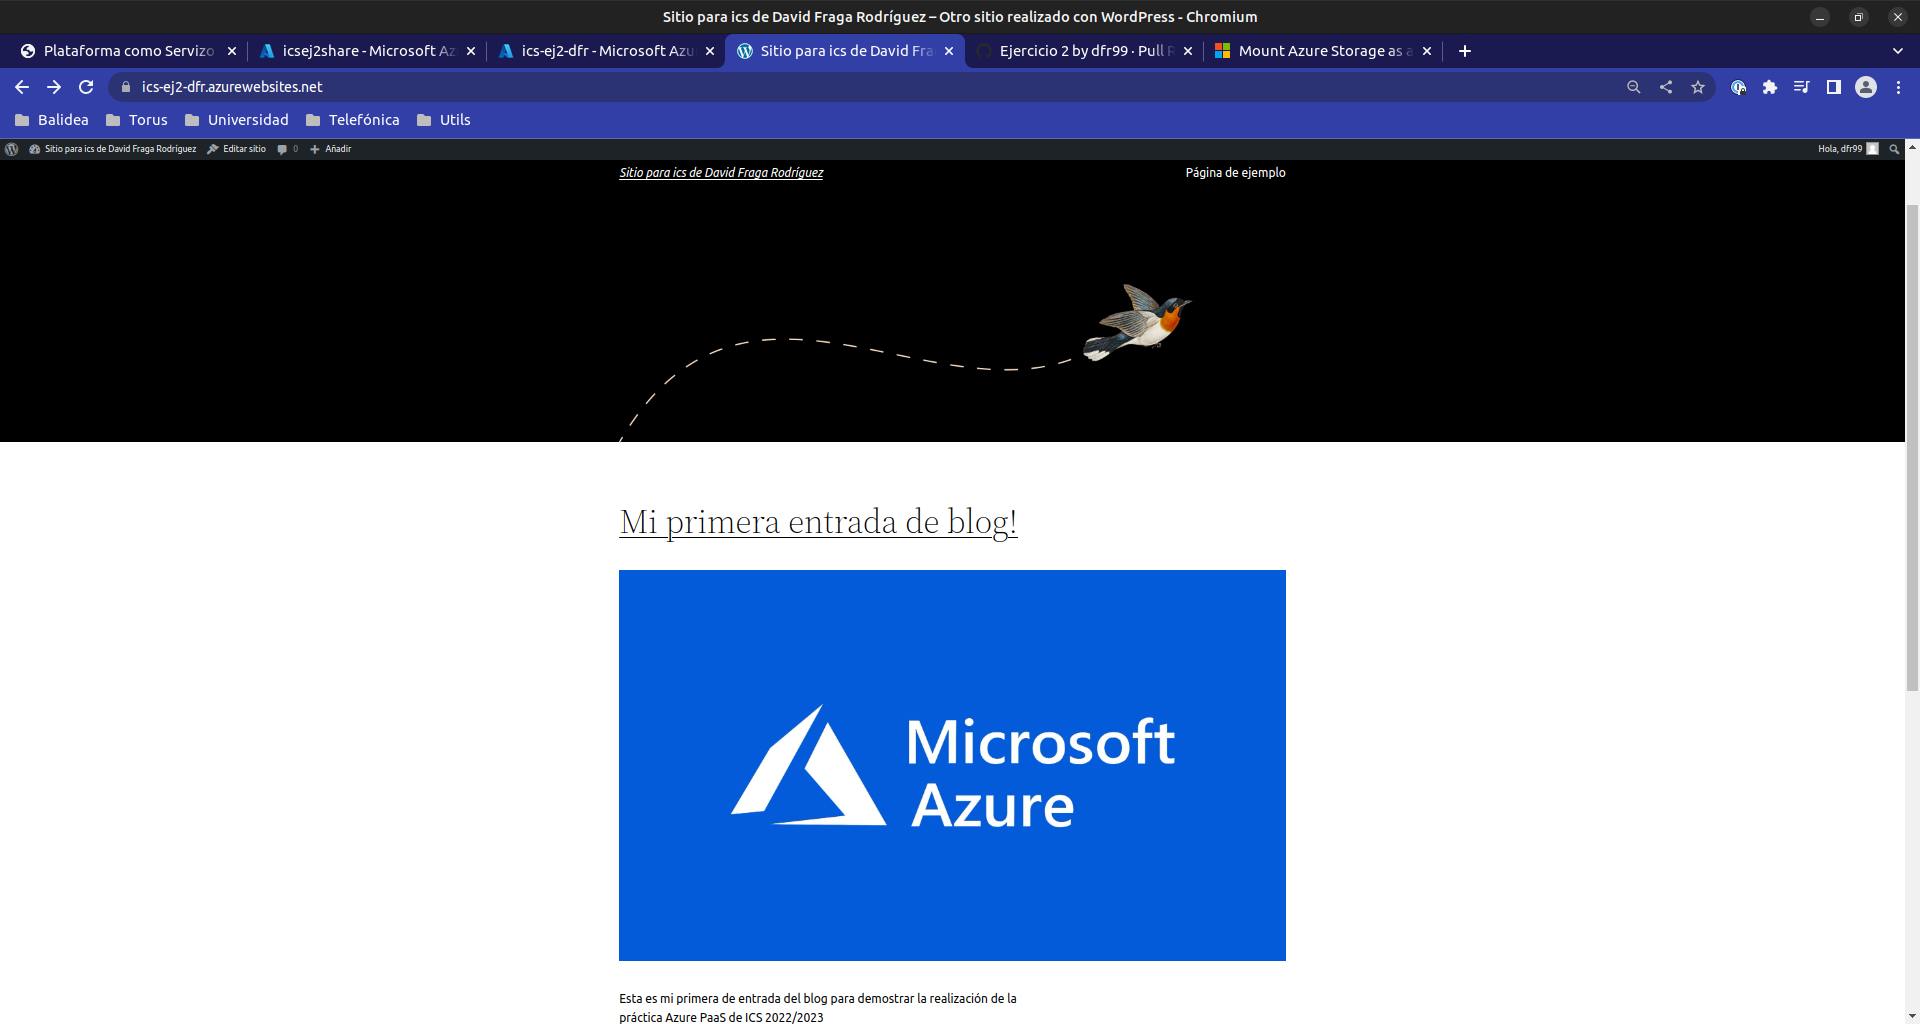 Sitio para ics de David Fraga Rodríguez – Otro sitio realizado con WordPress - Chromium
Plataforma como Servizo
icsej2share - Microsoft Az
ics-ej2-dfr - Microsoft Azu
Sitio para ics de David Fra
Ejercicio 2 by dfr99 · Pull R
Mount Azure Storage as a
ics-ej2-dfr.azurewebsites.net
Balidea
Torus
Universidad
Telefónica
Utils
Sitio para ics de David Fraga Rodríguez
Editar sitio
0
Añadir
Hola, dfr99
Sitio para ics de David Fraga Rodríguez
Página de ejemplo
Mi primera entrada de blog!
Microsoft
Azure
Esta es mi primera de entrada del blog para demostrar la realización de la
práctica Azure PaaS de ICS 2022/2023